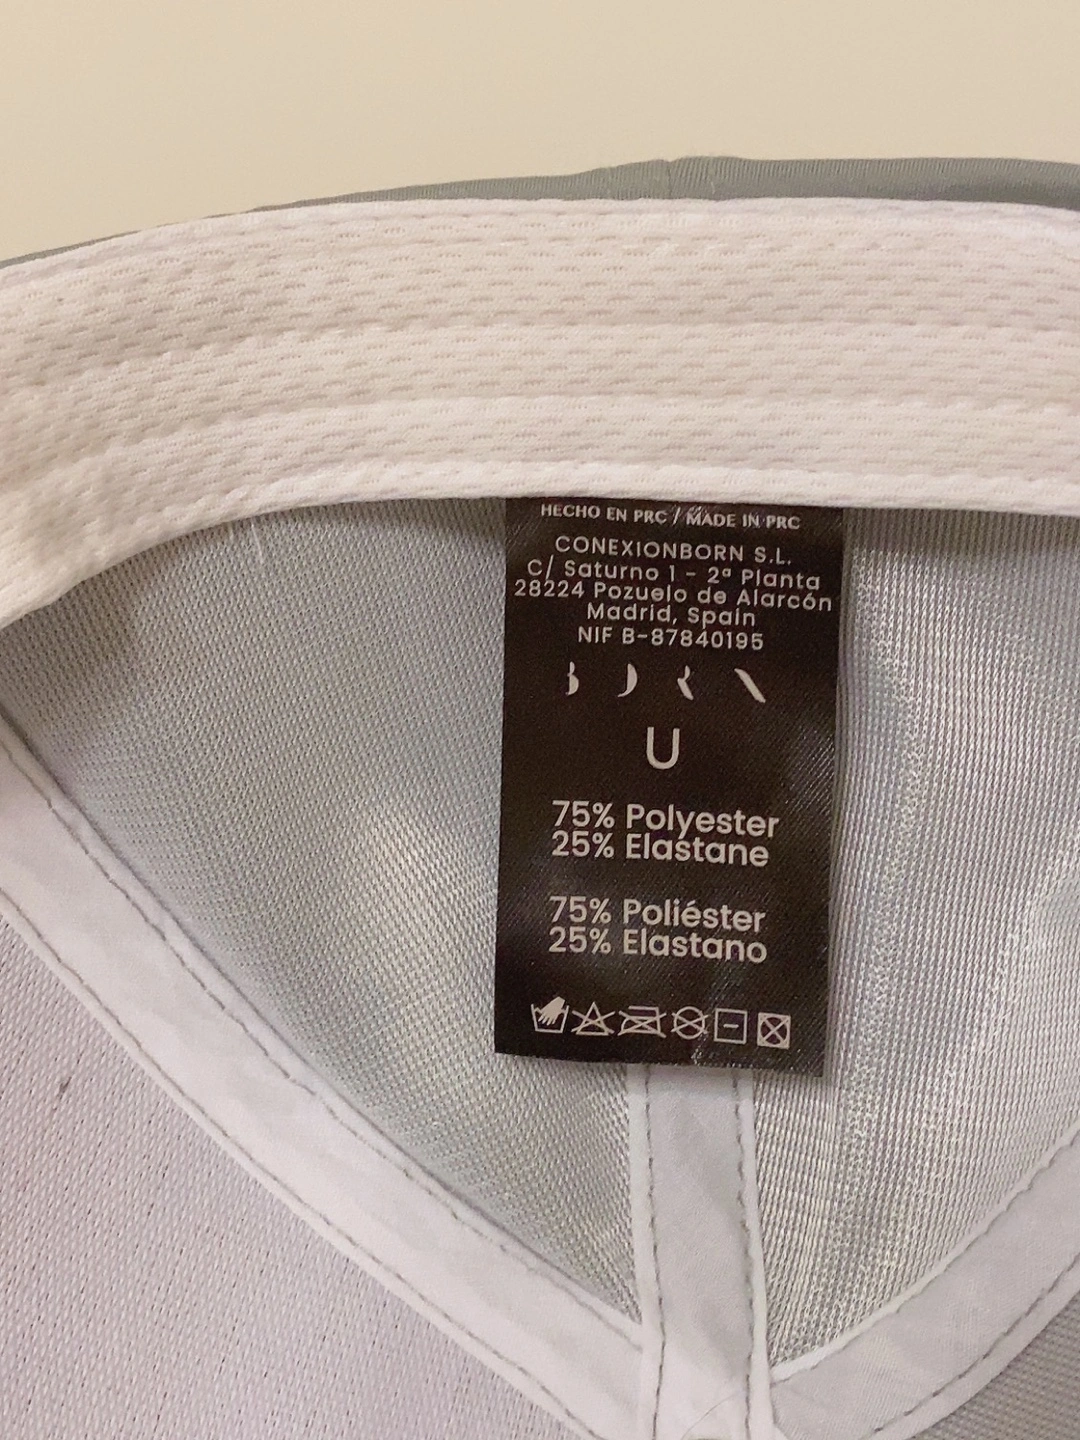 HECHO EN PRC / MADE IN PRC
CONEXIONBORN S.L.
C/ Saturno 1 - 2ª Planta
28224 Pozuelo de Alarcón
Madrid, Spain
NIF B-87840195
BORN
U
75% Polyester
25% Elastane
75% Poliéster
25% Elastano